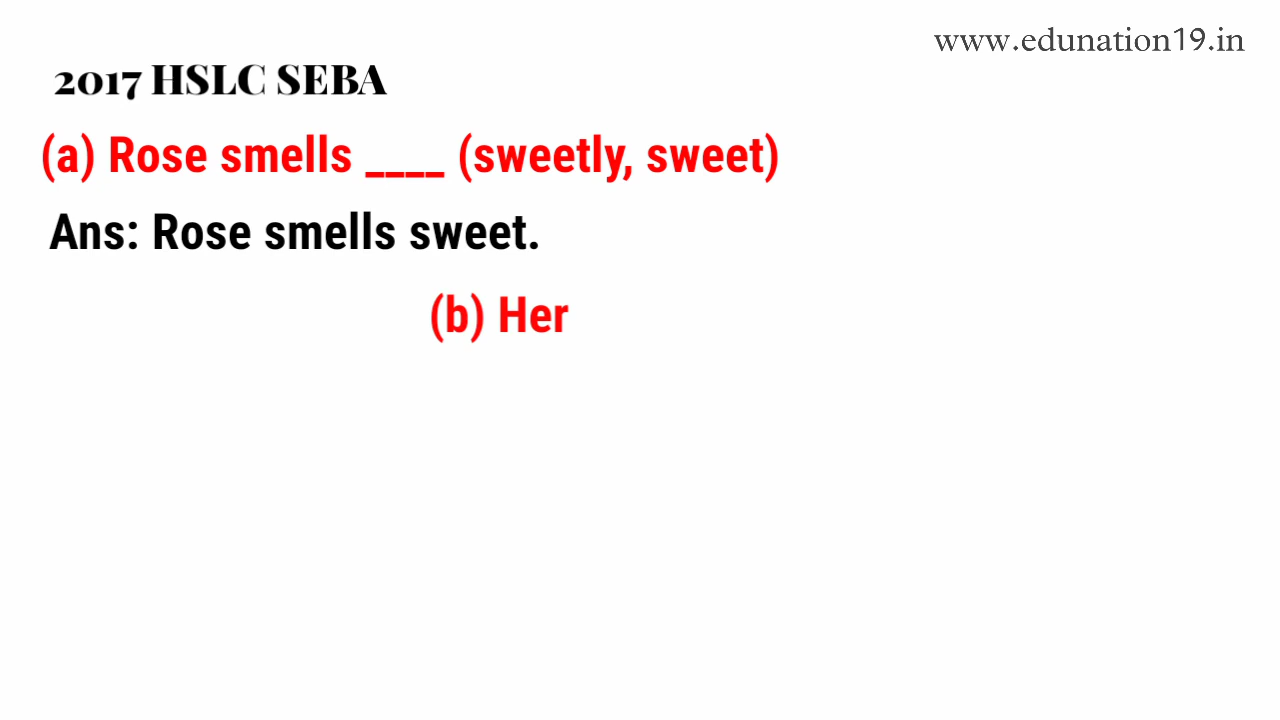 www.edunation19.in
2017 HSLC SEBA
(a) Rose smells ____ (sweetly, sweet)
Ans: Rose smells sweet.
(b) Her